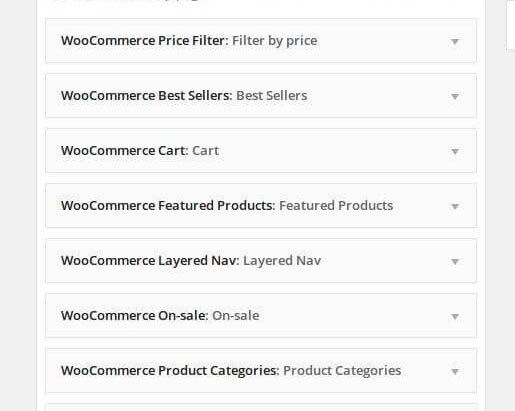 WooCommerce Price Filter: Filter by price
WooCommerce Best Sellers: Best Sellers
WooCommerce Cart: Cart
WooCommerce Featured Products: Featured Products
WooCommerce Layered Nav: Layered Nav
WooCommerce On-sale: On-sale
WooCommerce Product Categories: Product Categories